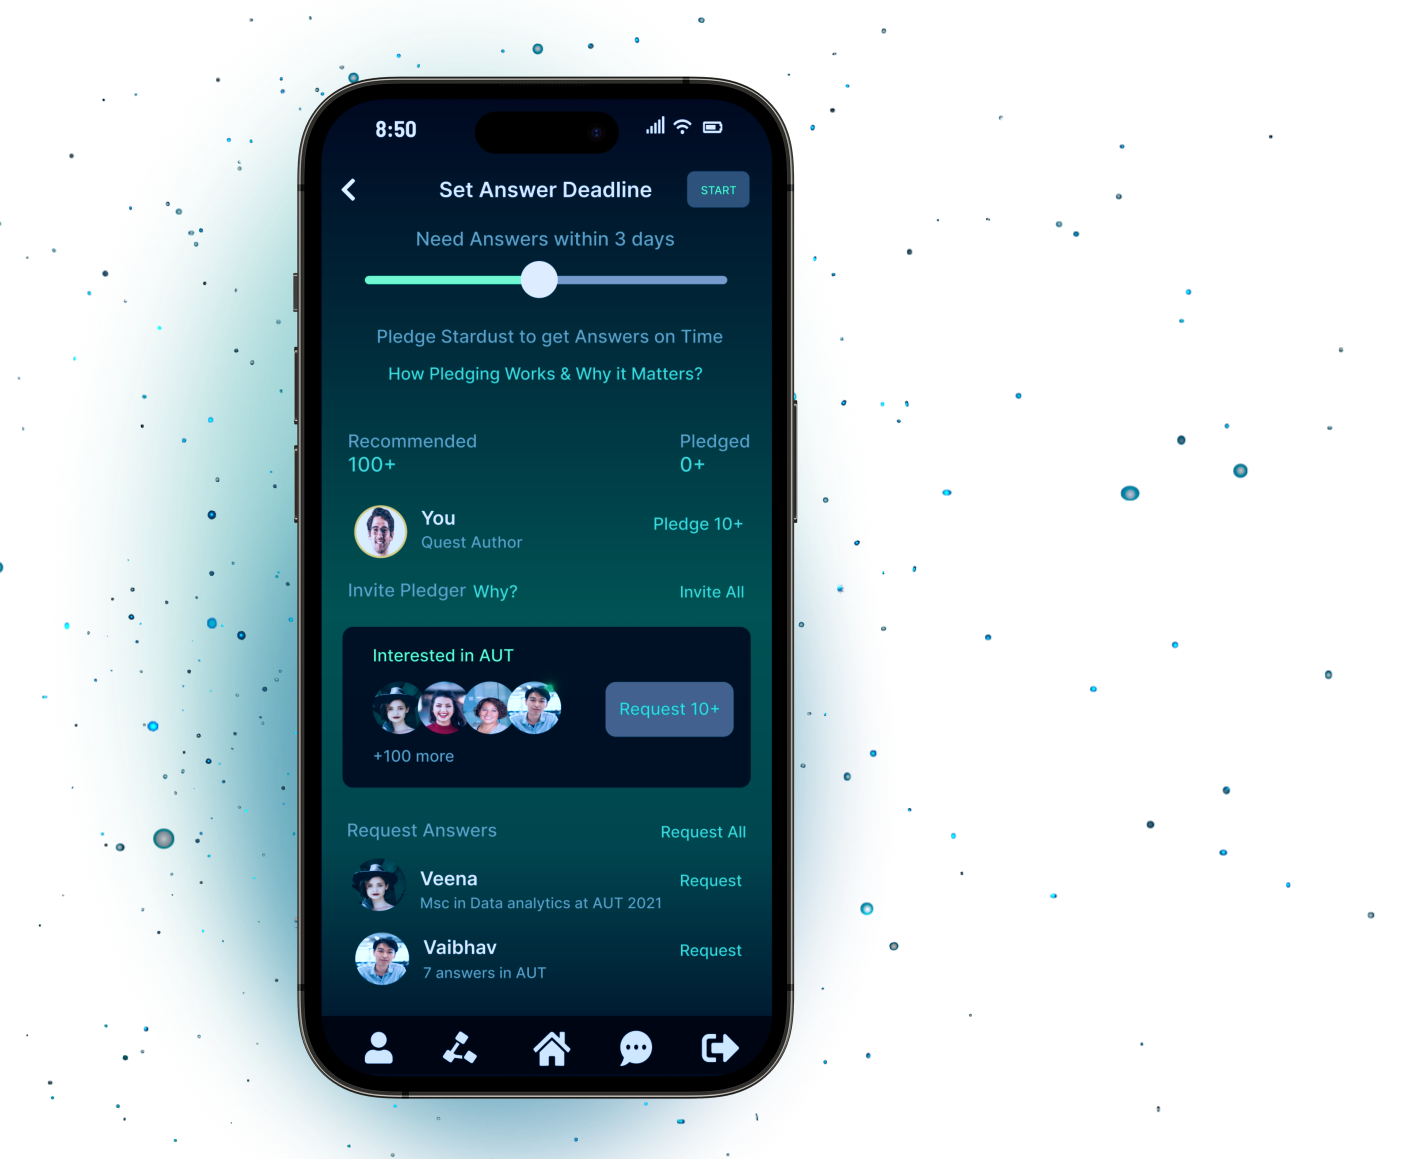 8:50
Set Answer Deadline
START
Need Answers within 3 days
Pledge Stardust to get Answers on Time
How Pledging Works & Why it Matters?
Recommended
Pledged
100+
0+
You
Quest Author
Pledge 10+
Invite Pledger Why?
Invite All
Interested in AUT
Request 10+
+100 more
Request Answers
Request All
Veena
Msc in Data analytics at AUT 2021
Request
Vaibhav
7 answers in AUT
Request